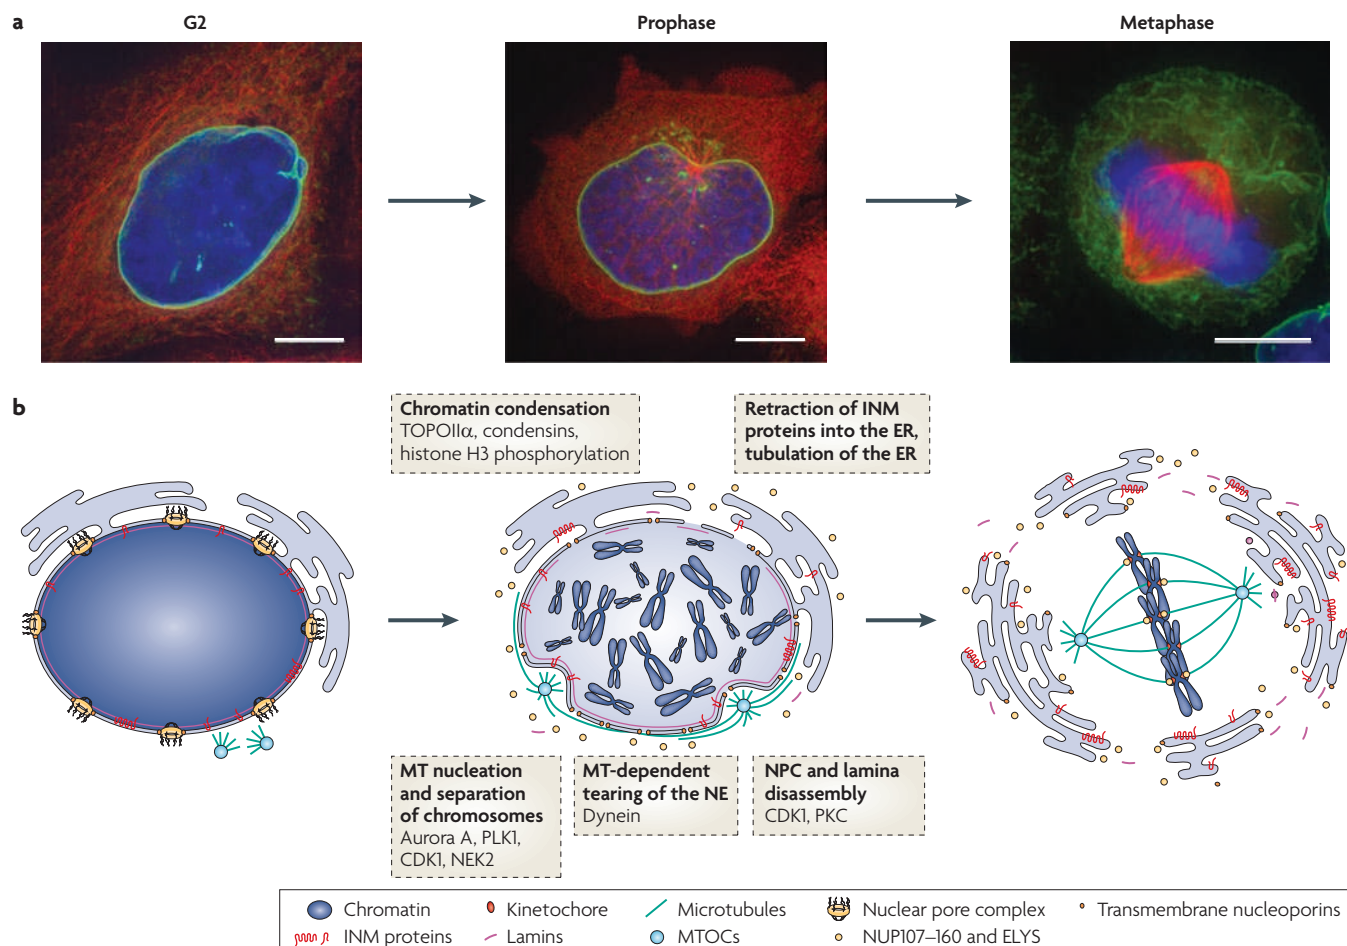 a
G2
Prophase
Metaphase
b
Chromatin condensation
TOPOIIα, condensins,
histone H3 phosphorylation
Retraction of INM
proteins into the ER,
tubulation of the ER
MT nucleation
and separation
of chromosomes
Aurora A, PLK1,
CDK1, NEK2
MT-dependent
tearing of the NE
Dynein
NPC and lamina
disassembly
CDK1, PKC
Chromatin
Kinetochore
Microtubules
Nuclear pore complex
Transmembrane nucleoporins
INM proteins
Lamins
MTOCs
NUP107–160 and ELYS